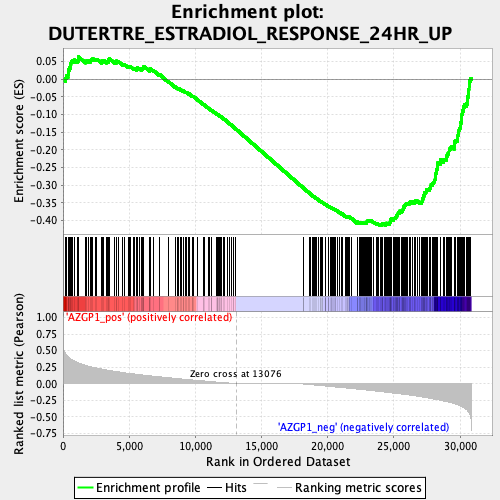 Enrichment plot:
DUTERTRE_ESTRADIOL_RESPONSE_24HR_UP
Enrichment score (ES)
0.05
0.00
-0.05
-0.10
-0.15
-0.20
-0.25
-0.30
-0.35
-0.40
Ranked list metric (Pearson)
1.00
0.75
0.50
0.25
0.00
-0.25
-0.50
-0.75
'AZGP1_pos' (positively correlated)
Zero cross at 13076
'AZGP1_neg' (negatively correlated)
0
5,000
10,000
15,000
20,000
25,000
30,000
Rank in Ordered Dataset
Enrichment profile
Hits
Ranking metric scores